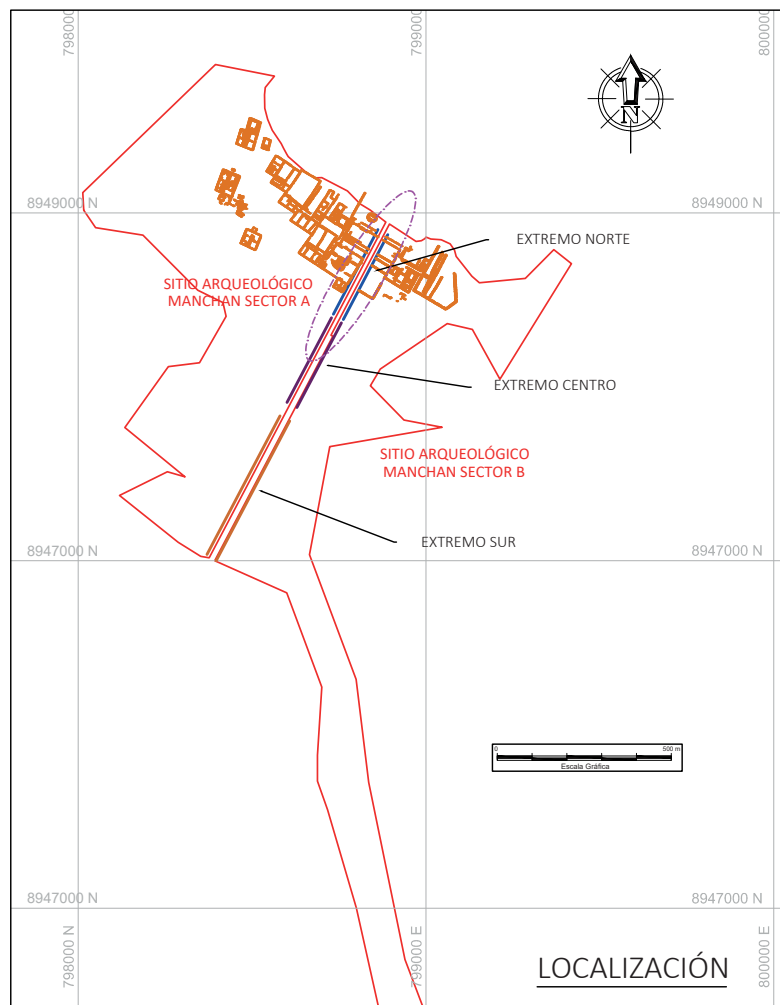 798000
799000
800000
N
8949000 N
8949000 N
EXTREMO NORTE
SITIO ARQUEOLÓGICO
MANCHAN SECTOR A
EXTREMO CENTRO
SITIO ARQUEOLÓGICO
MANCHAN SECTOR B
EXTREMO SUR
8947000 N
8947000 N
0
500 m
Escala Gráfica
8947000 N
8947000 N
798000 N
799000 E
800000 E
LOCALIZACIÓN